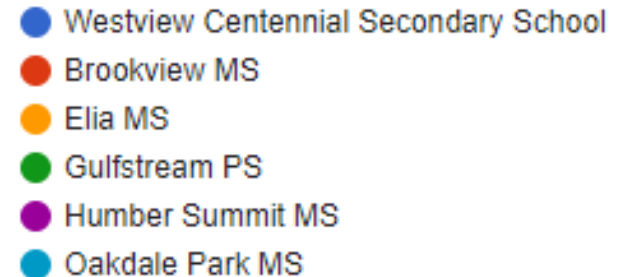 Westview Centennial Secondary School
Brookview MS
Elia MS
Gulfstream PS
Humber Summit MS
Oakdale Park MS